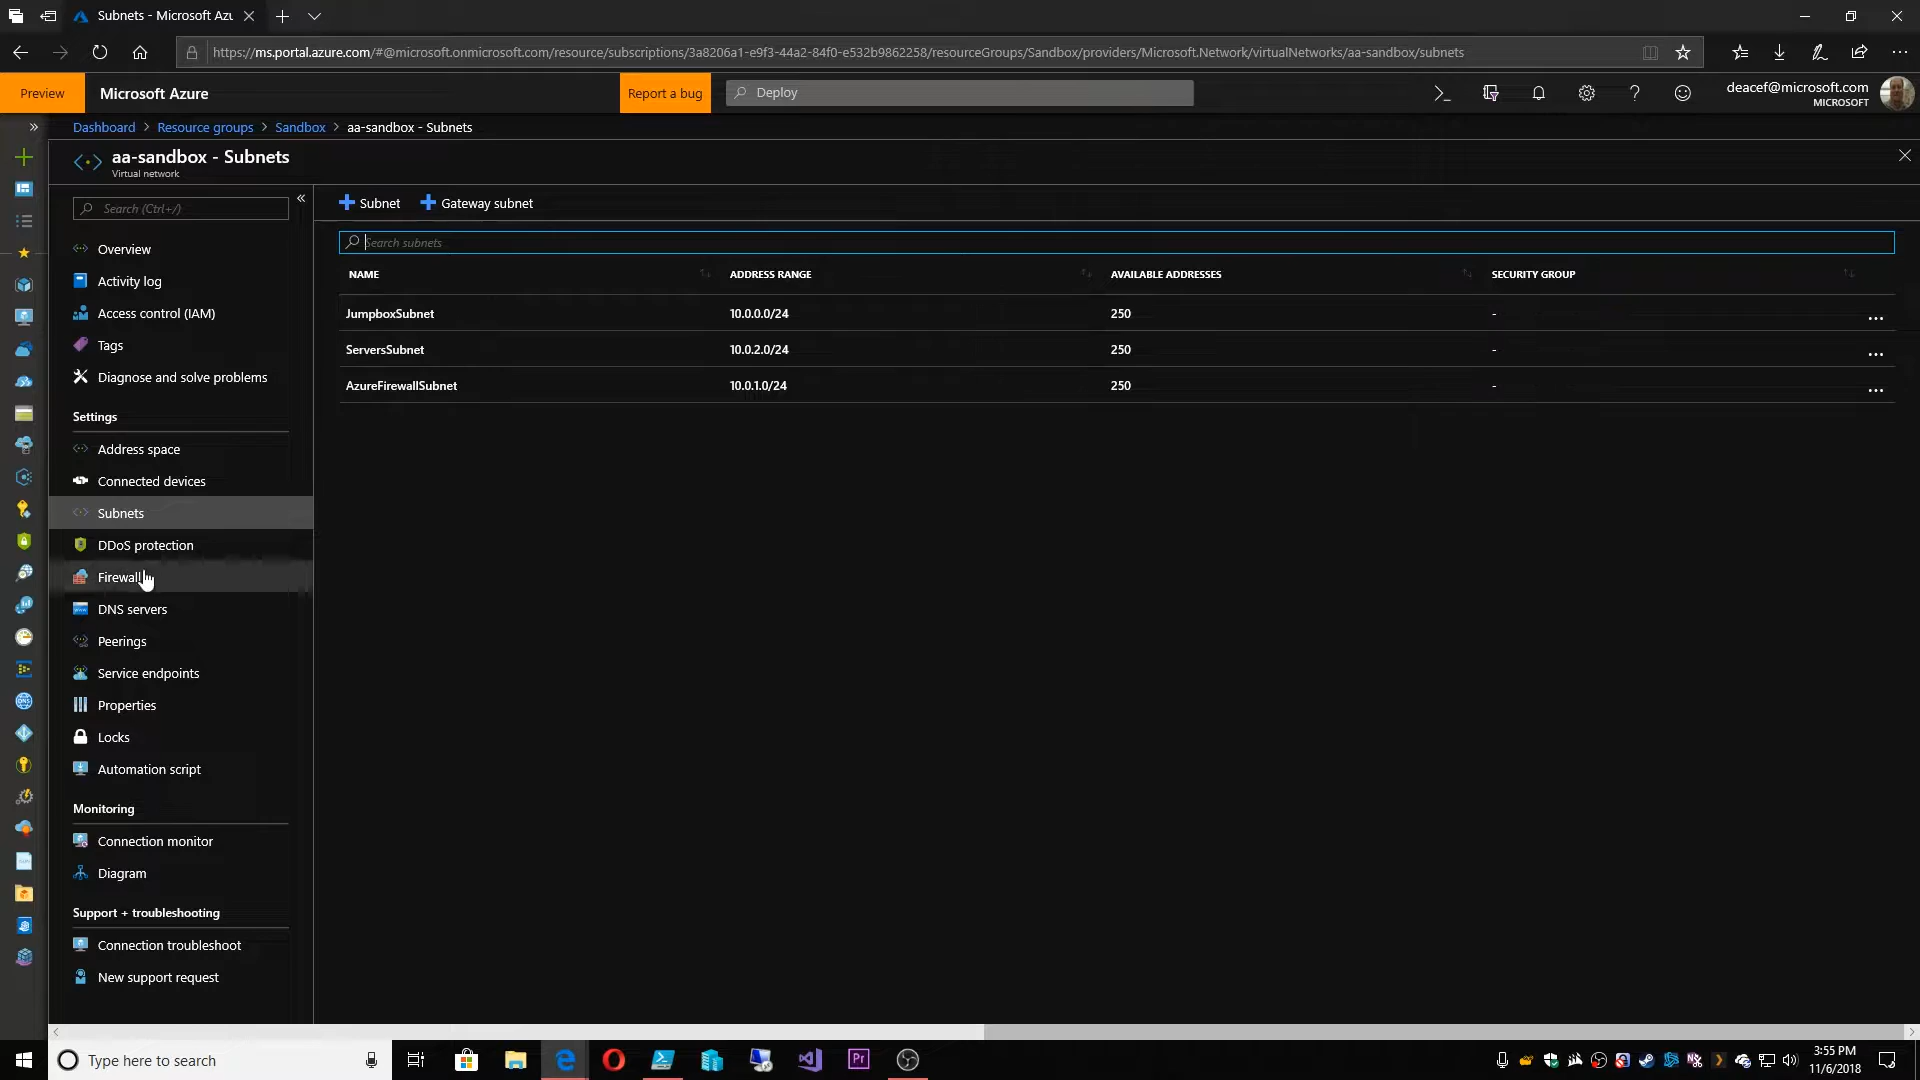 Subnets - Microsoft Azu
https://ms.portal.azure.com/#@microsoft.onmicrosoft.com/resource/subscriptions/3a8206a1-e9f3-44a2-84f0-e532b9862258/resourceGroups/Sandbox/providers/Microsoft.Network/virtualNetworks/aa-sandbox/subnets
Preview
Microsoft Azure
Report a bug
Deploy
deacef@microsoft.com
MICROSOFT
Dashboard > Resource groups > Sandbox > aa-sandbox - Subnets
aa-sandbox - Subnets
Virtual network
Search (Ctrl+/)
Overview
Activity log
Access control (IAM)
Tags
Diagnose and solve problems
Settings
Address space
Connected devices
Subnets
DDoS protection
Firewall
DNS servers
Peerings
Service endpoints
Properties
Locks
Automation script
Monitoring
Connection monitor
Diagram
Support + troubleshooting
Connection troubleshoot
New support request
+ Subnet + Gateway subnet
Search subnets
NAME ADDRESS RANGE AVAILABLE ADDRESSES SECURITY GROUP
JumpboxSubnet 10.0.0.0/24 250 - ...
ServersSubnet 10.0.2.0/24 250 - ...
AzureFirewallSubnet 10.0.1.0/24 250 - ...
Type here to search
Pr
3:55 PM
11/6/2018